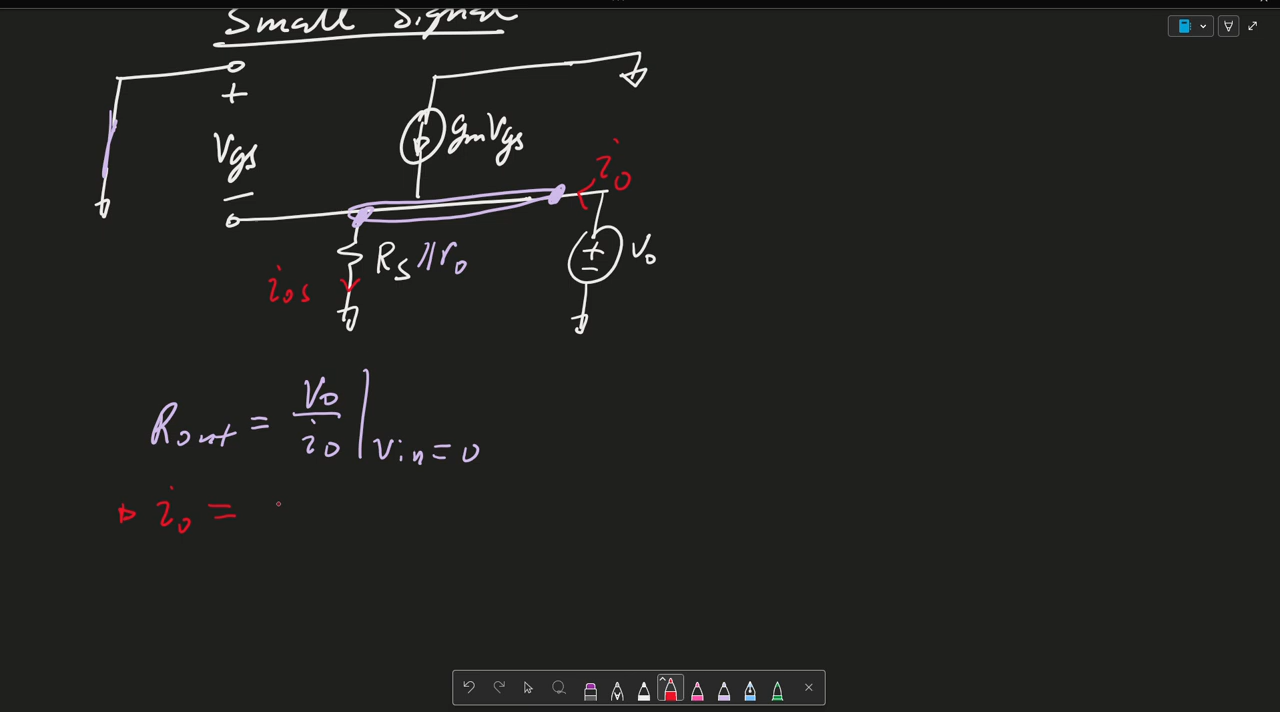 Small Signal
+
Vgs
−
gmVgs
io
Rs ∥ ro
ios
+
−
Vo
Rout = Vo/io | Vin = 0
▷ io =